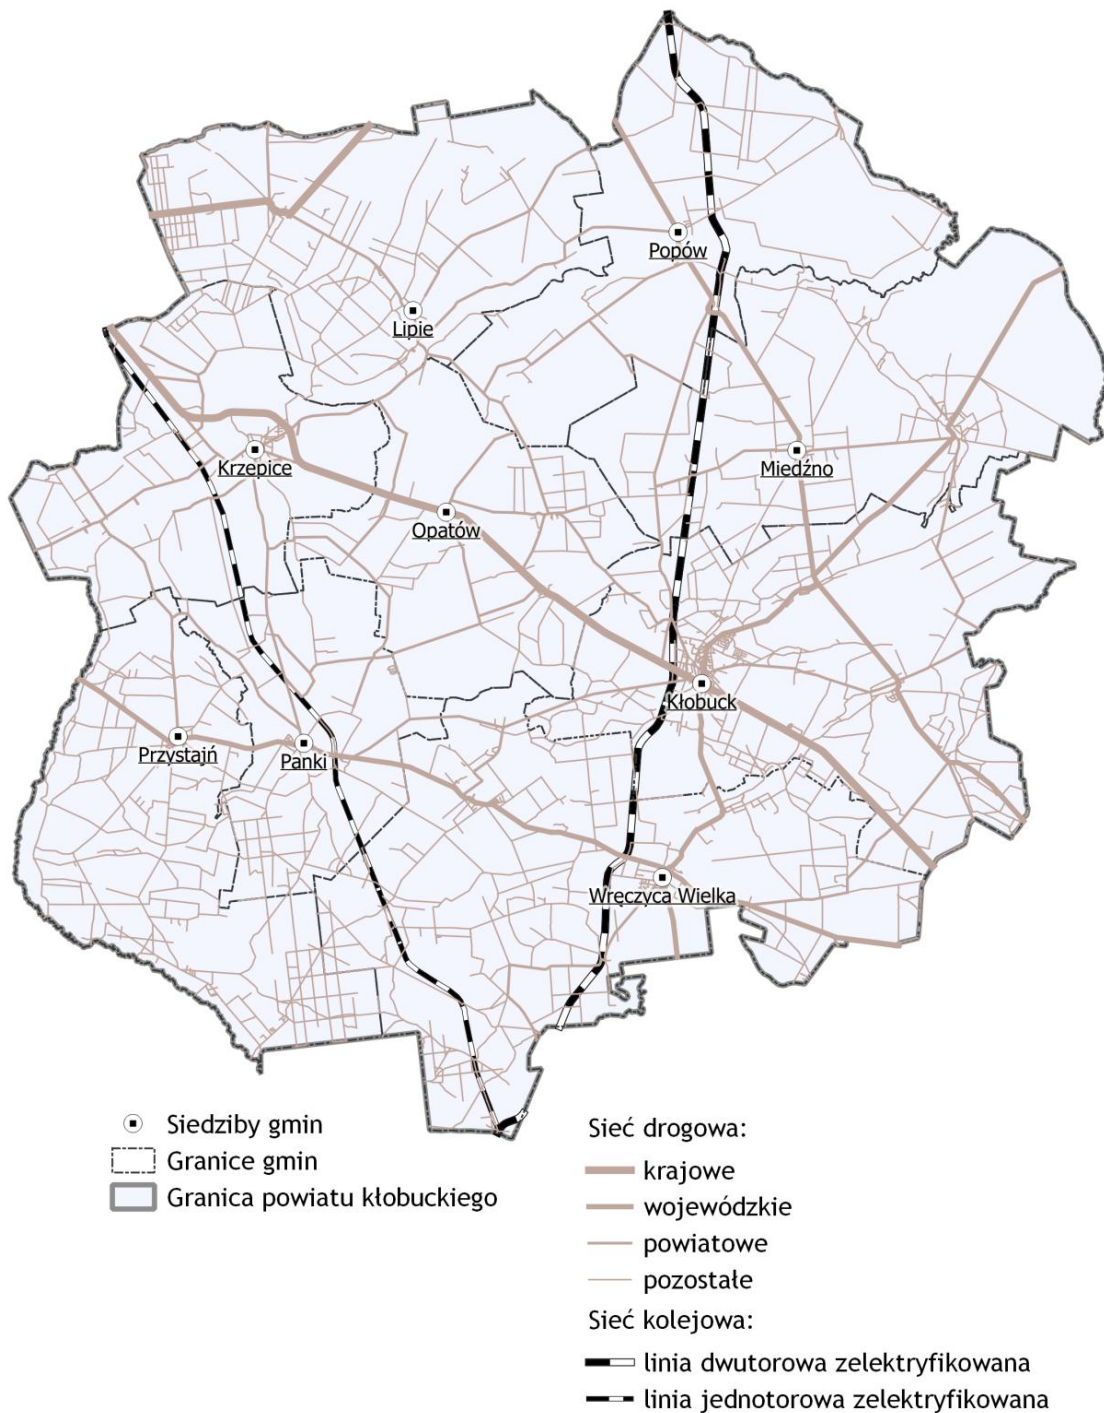 Popów
Lipie
Krzepice
Miedźno
Opatów
Kłobuck
Przystajń
Panki
Wręczyca Wielka
Siedziby gmin
Granice gmin
Granica powiatu kłobuckiego
Sieć drogowa:
krajowe
wojewódzkie
powiatowe
pozostałe
Sieć kolejowa:
linia dwutorowa zelektryfikowana
linia jednotorowa zelektryfikowana